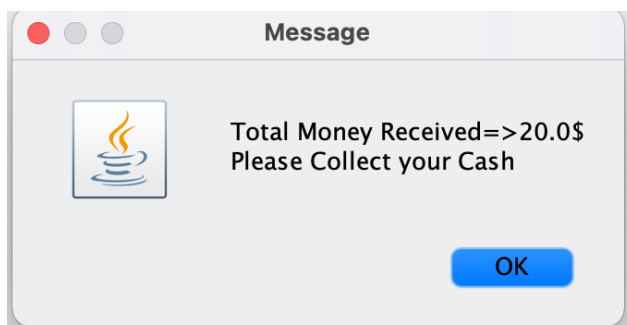 Message
Total Money Received=>20.0$
Please Collect your Cash
OK